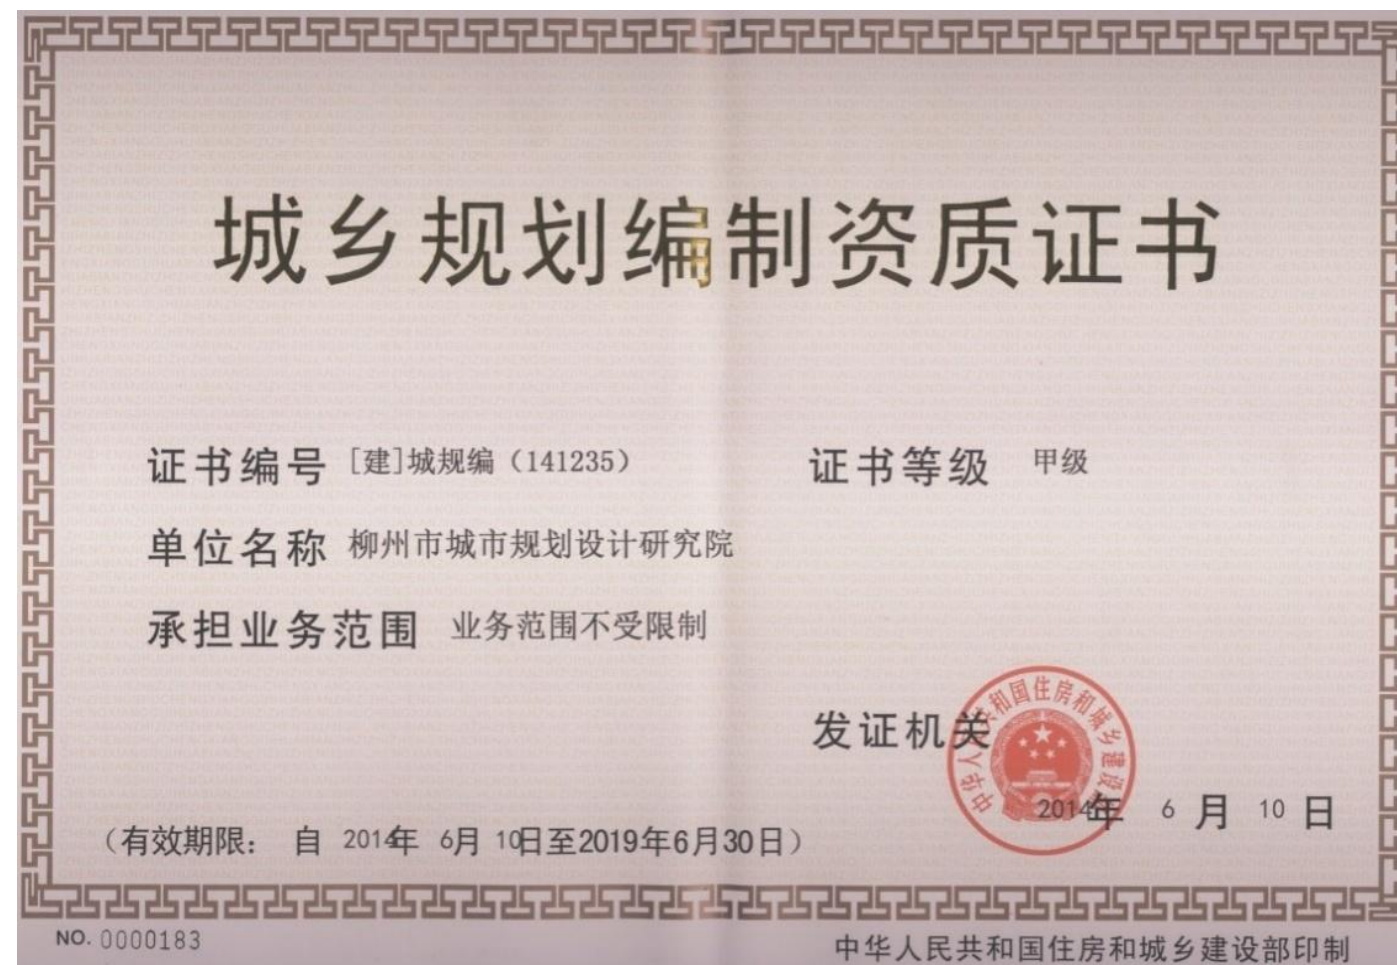 城乡规划编制资质证书
证书编号 [建]城规编（141235）
证书等级 甲级
单位名称 柳州市城市规划设计研究院
承担业务范围 业务范围不受限制
中华人民共和国住房和城乡建设部
发证机关
2014年 6 月 10 日
（有效期限： 自 2014年 6月 10日至2019年6月30日）
NO. 0000183
中华人民共和国住房和城乡建设部印制